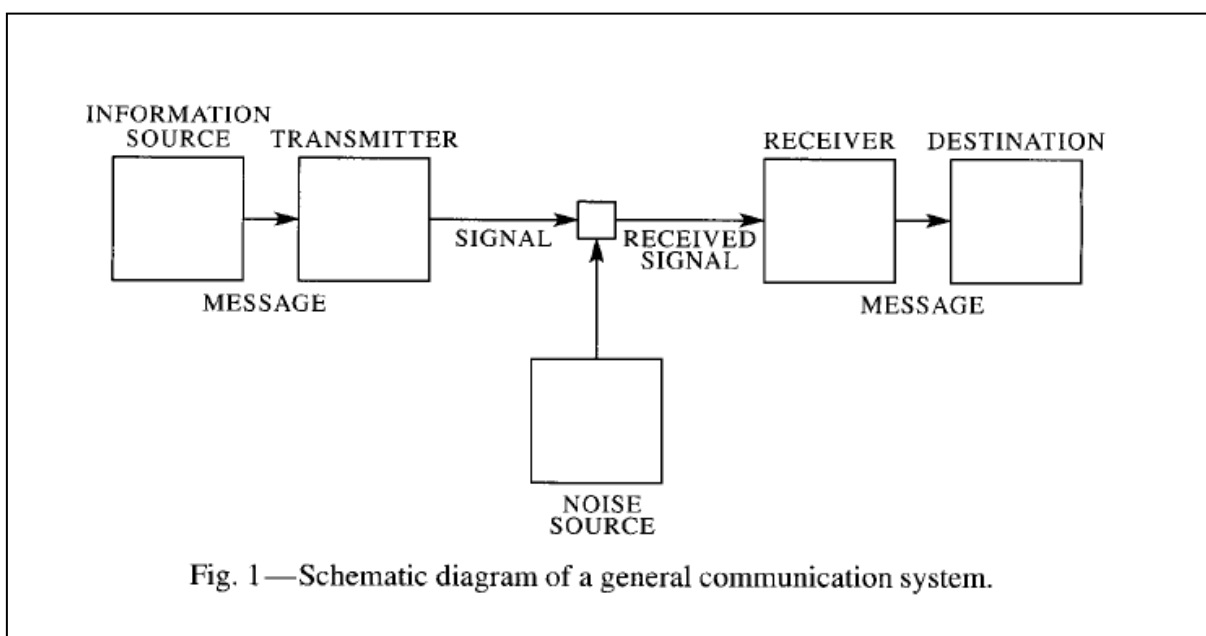 INFORMATION
SOURCE
TRANSMITTER
RECEIVER
DESTINATION
SIGNAL
RECEIVED
SIGNAL
MESSAGE
MESSAGE
NOISE
SOURCE
Fig. 1—Schematic diagram of a general communication system.